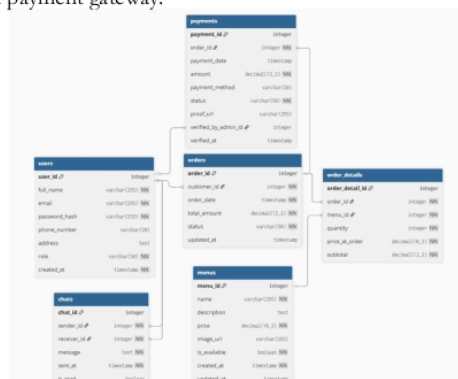 payment gateway.
payments
payment_id integer
order_id integer NN
payment_date timestamp
amount decimal(12,2) NN
payment_method varchar(50)
status varchar(50) NN
proof_url varchar(255)
verified_by_admin_id integer
verified_at timestamp
users
user_id integer
full_name varchar(255) NN
email varchar(255) NN
password_hash varchar(255) NN
phone_number varchar(20)
address text
role varchar(50) NN
created_at timestamp NN
orders
order_id integer
customer_id integer NN
order_date timestamp NN
total_amount decimal(12,2) NN
status varchar(50) NN
updated_at timestamp
order_details
order_detail_id integer
order_id integer NN
menu_id integer NN
quantity integer NN
price_at_order decimal(10,2) NN
subtotal decimal(12,2) NN
chats
chat_id integer
sender_id integer NN
receiver_id integer NN
message text NN
sent_at timestamp NN
menus
menu_id integer
name varchar(255) NN
description text
price decimal(10,2) NN
image_url varchar(255)
is_available boolean NN
created_at timestamp NN
updated_at timestamp